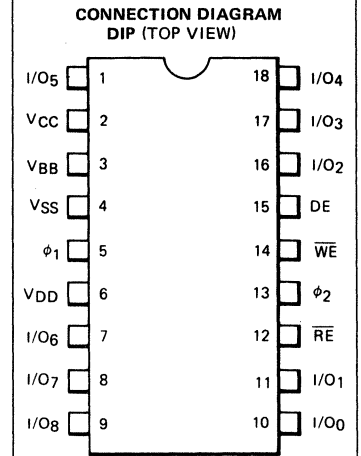 CONNECTION DIAGRAM
DIP (TOP VIEW)
I/O5 1 18 I/O4
VCC 2 17 I/O3
VBB 3 16 I/O2
VSS 4 15 DE
ϕ1 5 14 W̅E̅
VDD 6 13 ϕ2
I/O6 7 12 R̅E̅
I/O7 8 11 I/O1
I/O8 9 10 I/O0